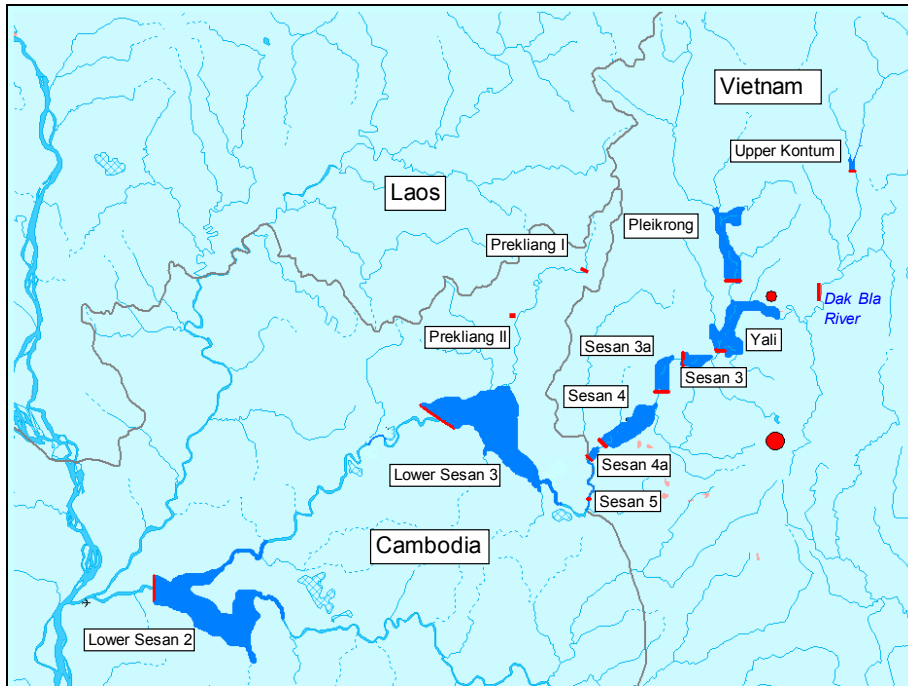 Vietnam
Upper Kontum
Laos
Pleikrong
Prekliang I
Dak Bla
River
Prekliang II
Yali
Sesan 3a
Sesan 3
Sesan 4
Sesan 4a
Lower Sesan 3
Sesan 5
Cambodia
Lower Sesan 2